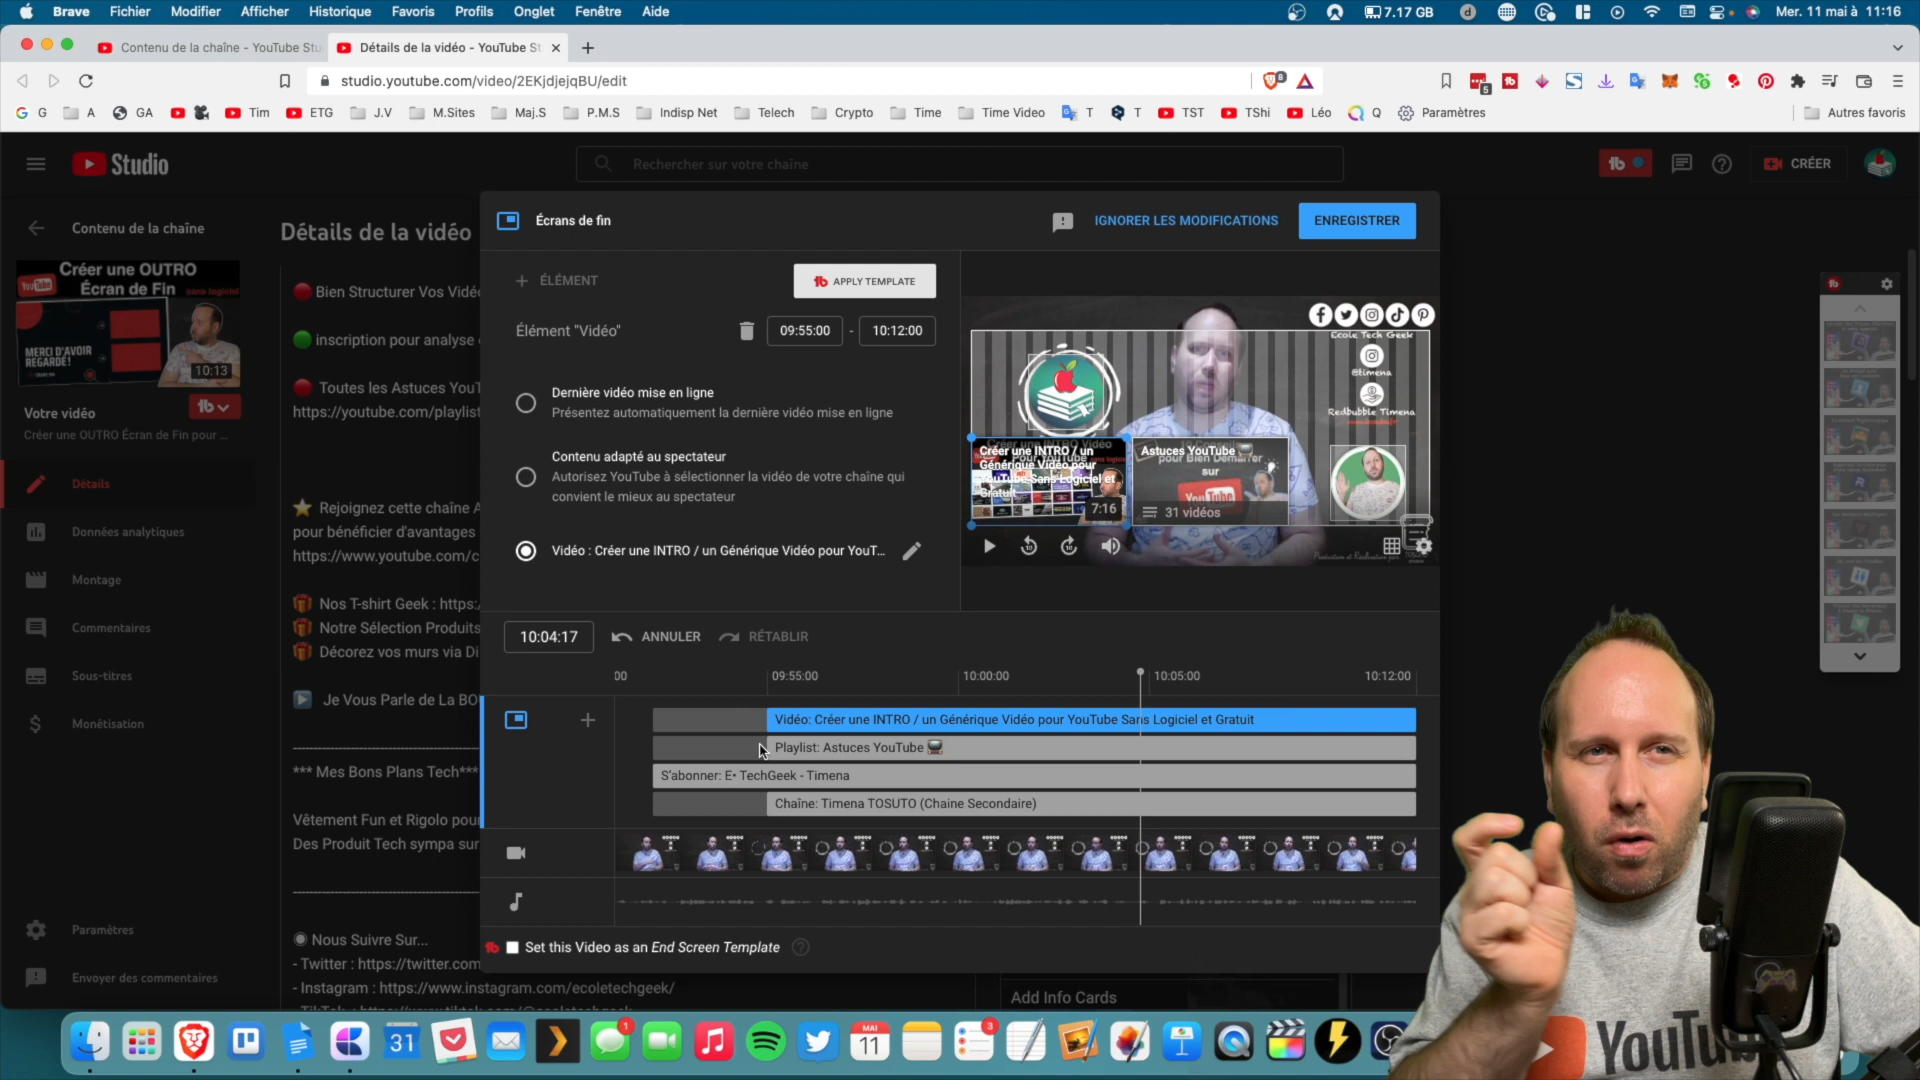 Brave Fichier Modifier Afficher Historique Favoris Profils Onglet Fenêtre Aide 7.17 GB Mer. 11 mai à 11:16
Contenu de la chaîne - YouTube Stu
Détails de la vidéo - YouTube S
studio.youtube.com/video/2EKjdjejqBU/edit
G A GA Tim ETG J.V M.Sites Maj.S P.M.S Indisp Net Telech Crypto Time Time Video T T TST TShi Léo Q Paramètres Autres favoris
Studio
Rechercher sur votre chaîne
CRÉER
Contenu de la chaîne
Créer une OUTRO
Écran de Fin sans logiciel
MERCI D'AVOIR
REGARDÉ!
10:13
Votre vidéo
Créer une OUTRO Écran de Fin pour ...
Détails
Données analytiques
Montage
Commentaires
Sous-titres
Monétisation
Paramètres
Envoyer des commentaires
Détails de la vidéo
Bien Structurer Vos Vidé
inscription pour analyse
Toutes les Astuces You
https://youtube.com/playlist
Rejoignez cette chaîne
pour bénéficier d'avantages
https://www.youtube.com/c
Nos T-shirt Geek : https:/
Notre Sélection Produits
Décorez vos murs via Di
Je Vous Parle de La BO
*** Mes Bons Plans Tech***
Vêtement Fun et Rigolo pour
Des Produit Tech sympa sur
Nous Suivre Sur...
- Twitter : https://twitter.com
- Instagram : https://www.instagram.com/ecoletechgeek/
Écrans de fin
IGNORER LES MODIFICATIONS
ENREGISTRER
ÉLÉMENT
APPLY TEMPLATE
Élément "Vidéo"
09:55:00 - 10:12:00
Dernière vidéo mise en ligne
Présentez automatiquement la dernière vidéo mise en ligne
Contenu adapté au spectateur
Autorisez YouTube à sélectionner la vidéo de votre chaîne qui
convient le mieux au spectateur
Vidéo : Créer une INTRO / un Générique Vidéo pour YouT...
Ecole Tech Geek
@timena
Redbubble Timena
Créer une INTRO / un
Générique Vidéo pour
YouTube Sans Logiciel et
Gratuit
7:16
Astuces YouTube
pour Bien Démarrer
sur
YouTube
31 vidéos
10:04:17
ANNULER
RÉTABLIR
00 09:55:00 10:00:00 10:05:00 10:12:00
Vidéo: Créer une INTRO / un Générique Vidéo pour YouTube Sans Logiciel et Gratuit
Playlist: Astuces YouTube
S'abonner: E• TechGeek - Timena
Chaîne: Timena TOSUTO (Chaine Secondaire)
Set this Video as an End Screen Template
Add Info Cards
31
1
MAI
11
3
YouTu